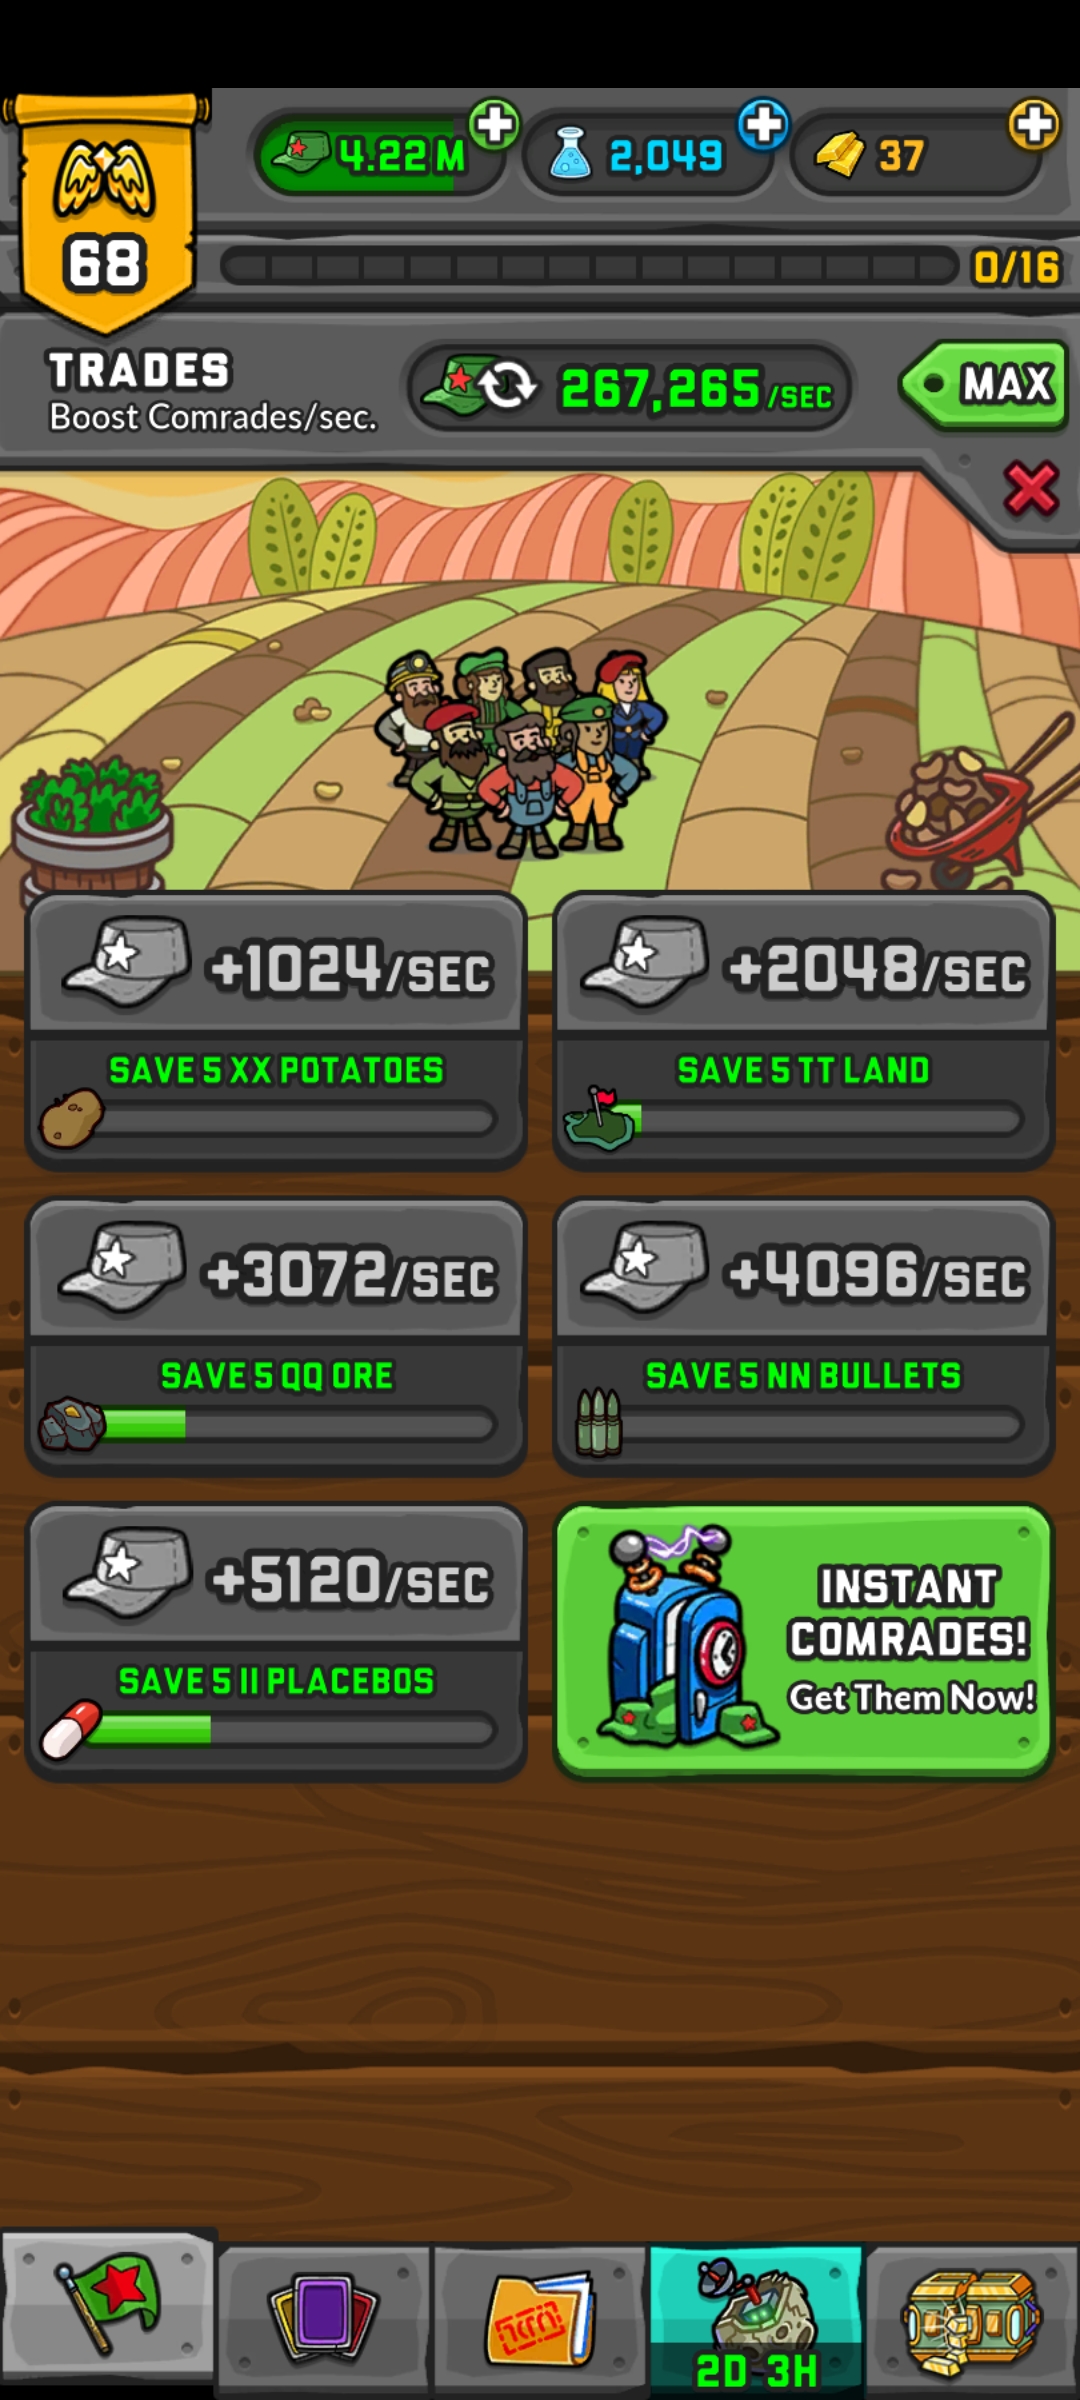 4.22 M
2,049
37
68
0/16
TRADES
Boost Comrades/sec.
267,265/SEC
MAX
+1024/SEC
SAVE 5 XX POTATOES
+2048/SEC
SAVE 5 TT LAND
+3072/SEC
SAVE 5 QQ ORE
+4096/SEC
SAVE 5 NN BULLETS
+5120/SEC
SAVE 5 II PLACEBOS
INSTANT
COMRADES!
Get Them Now!
2D 3H